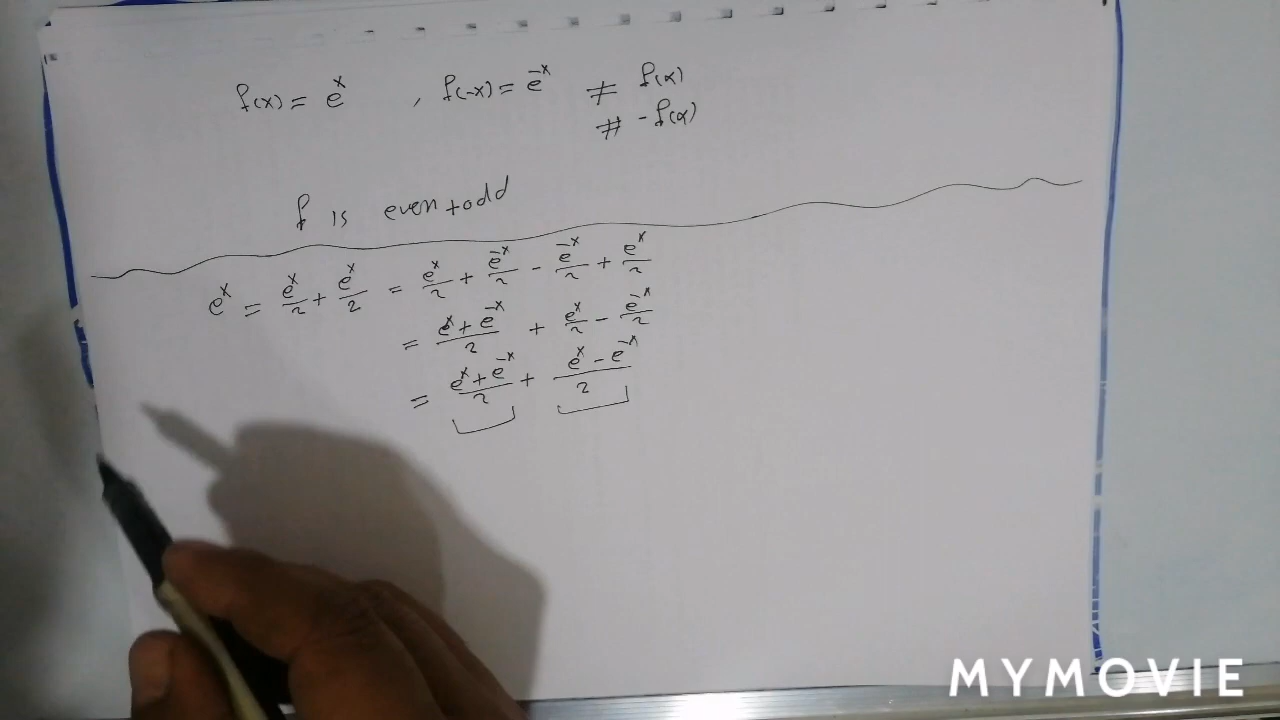 f(x) = e^x , f(-x) = e^-x ≠ f(x)
≠ -f(x)
f is even+odd
e^x = e^x/2 + e^x/2 = e^x/2 + e^-x/2 - e^-x/2 + e^x/2
= e^x + e^-x/2 + e^x/2 - e^-x/2
= e^x + e^-x/2 + e^x - e^-x/2
MYMOVIE